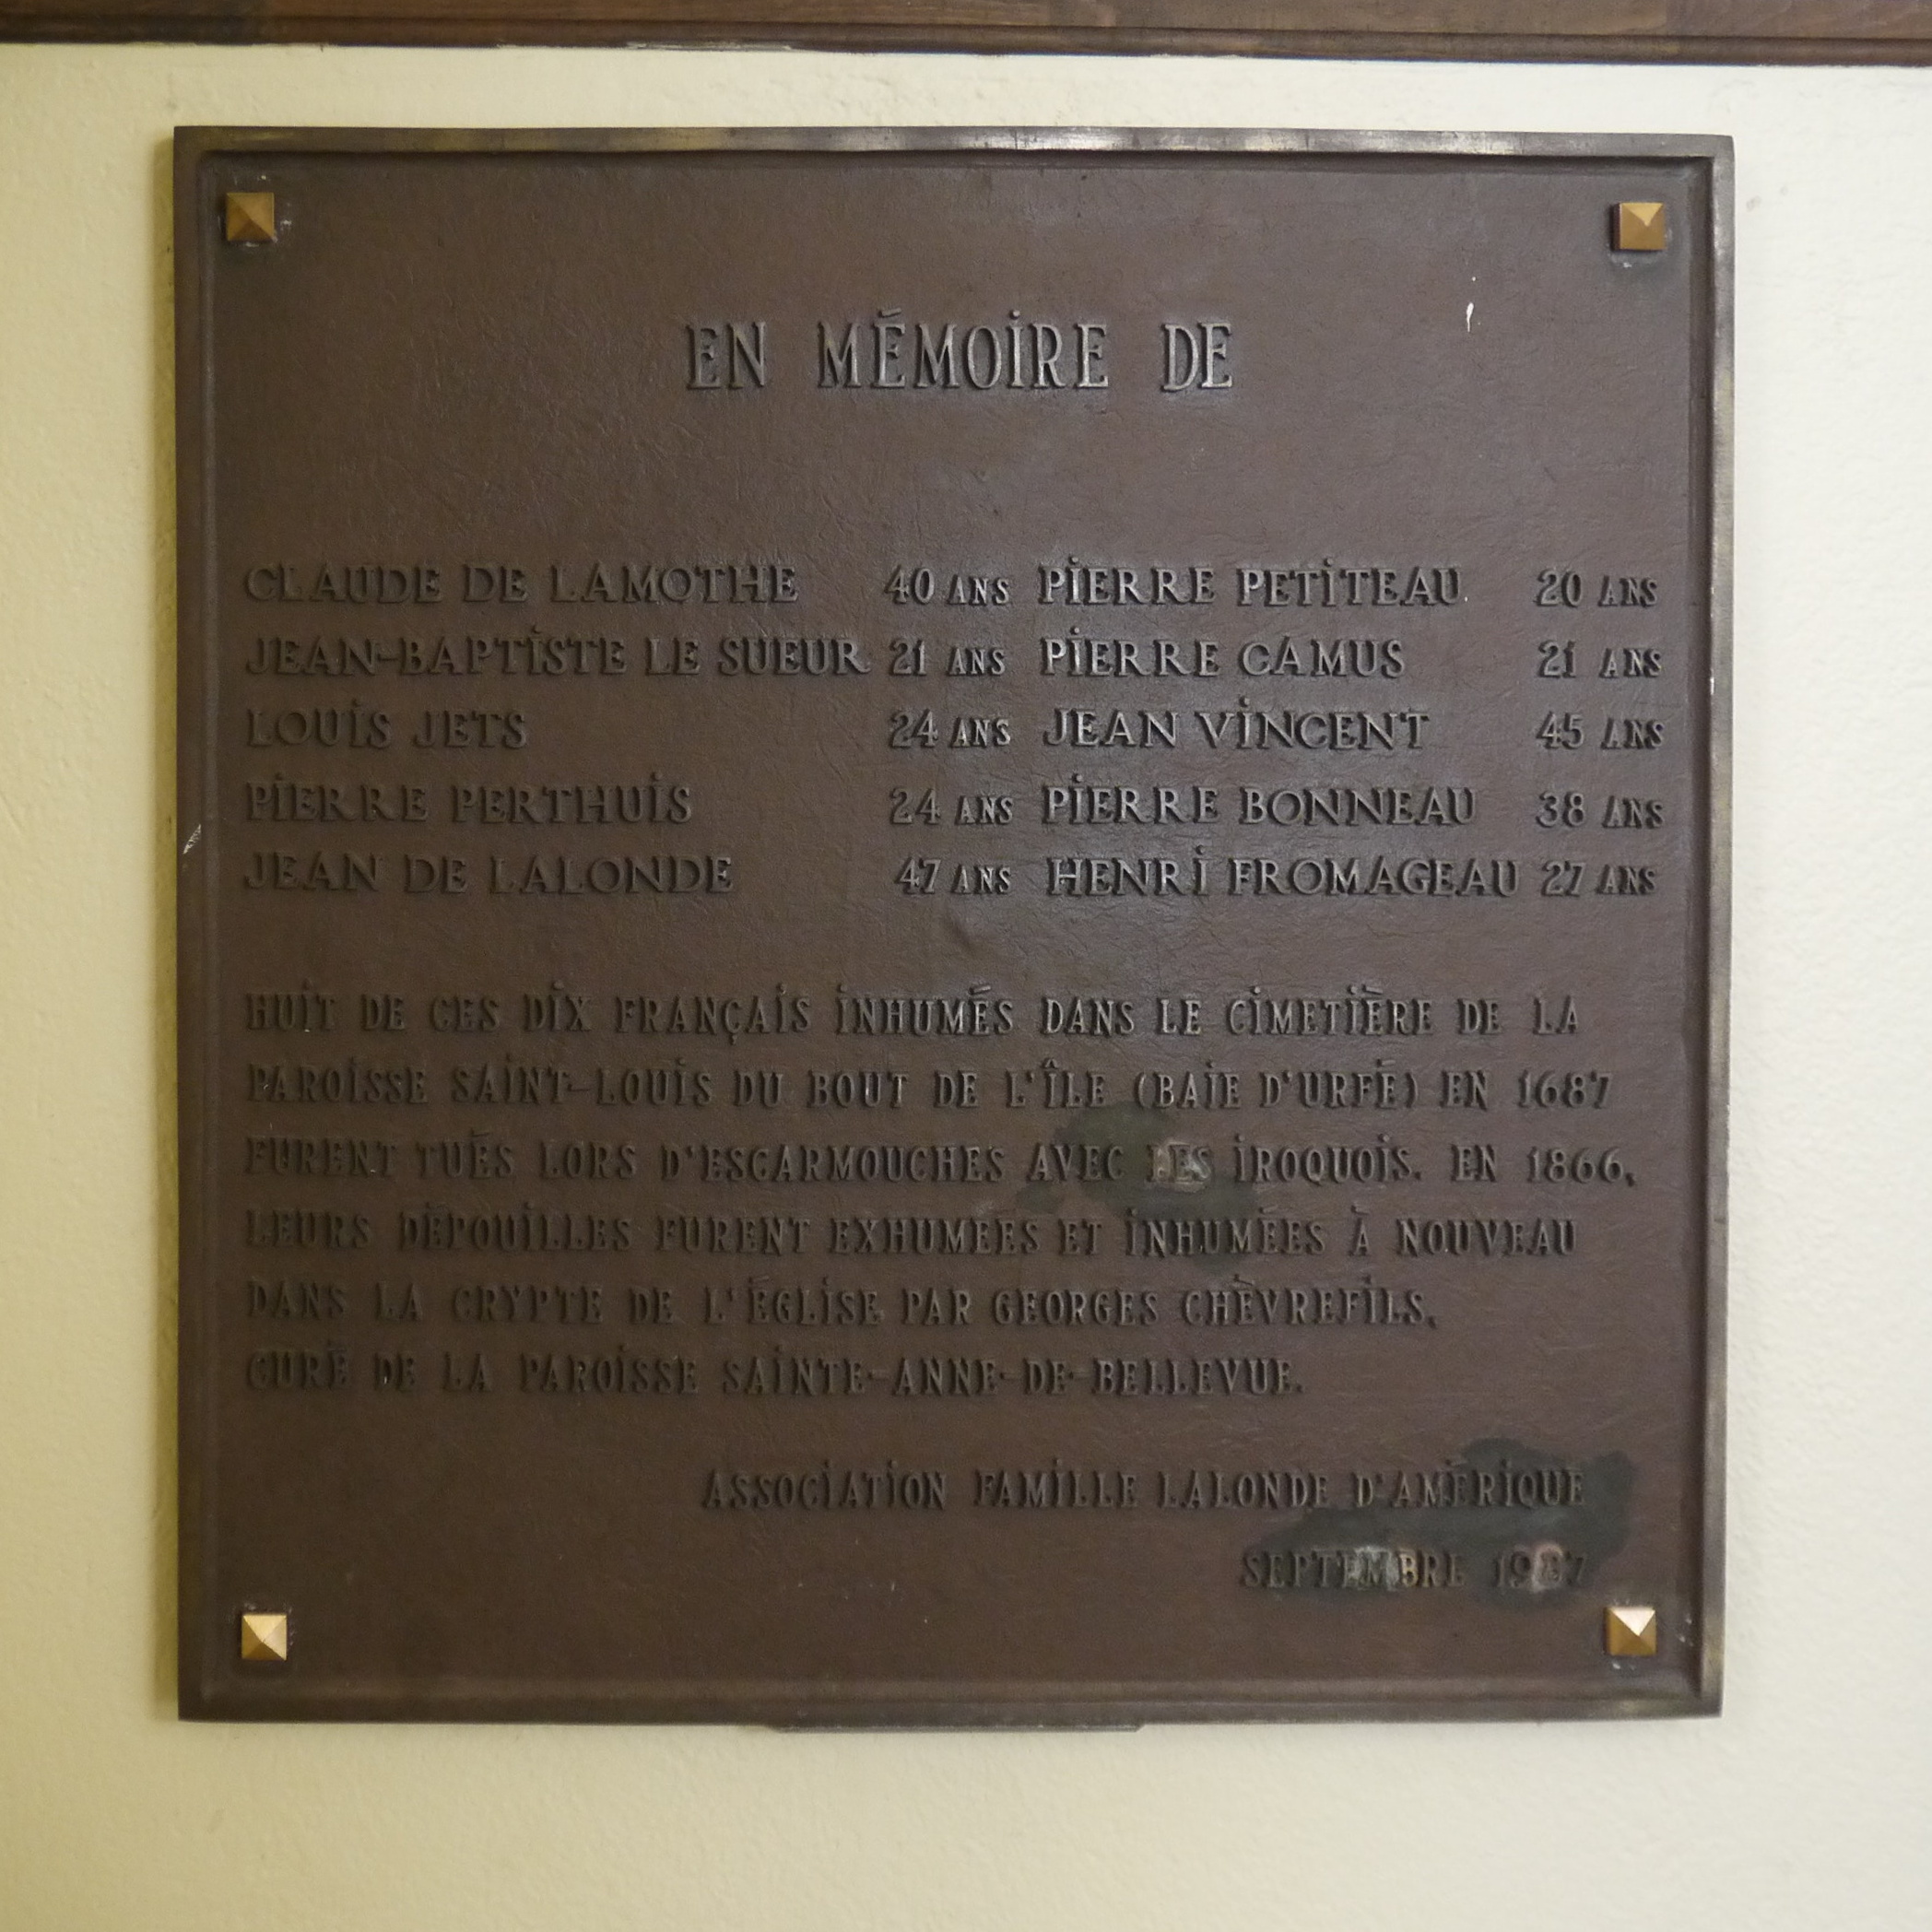 EN MÉMOIRE DE
CLAUDE DE LAMOTHE 40 ANS PIERRE PETITEAU 20 ANS
JEAN-BAPTISTE LE SUEUR 21 ANS PIERRE CAMUS 21 ANS
LOUIS JETS 24 ANS JEAN VINCENT 45 ANS
PIERRE PERTHUIS 24 ANS PIERRE BONNEAU 38 ANS
JEAN DE LALONDE 47 ANS HENRI FROMAGEAU 27 ANS
HUIT DE CES DIX FRANÇAIS INHUMÉS DANS LE CIMETIÈRE DE LA
PAROISSE SAINT-LOUIS DU BOUT DE L'ÎLE (BAIE D'URFÉ) EN 1687
FURENT TUÉS LORS D'ESCARMOUCHES AVEC LES IROQUOIS. EN 1866,
LEURS DÉPOUILLES FURENT EXHUMÉES ET INHUMÉES À NOUVEAU
DANS LA CRYPTE DE L'ÉGLISE PAR GEORGES CHÈVREFILS,
CURÉ DE LA PAROISSE SAINTE-ANNE-DE-BELLEVUE.
ASSOCIATION FAMILLE LALONDE D'AMÉRIQUE
SEPTEMBRE 1987